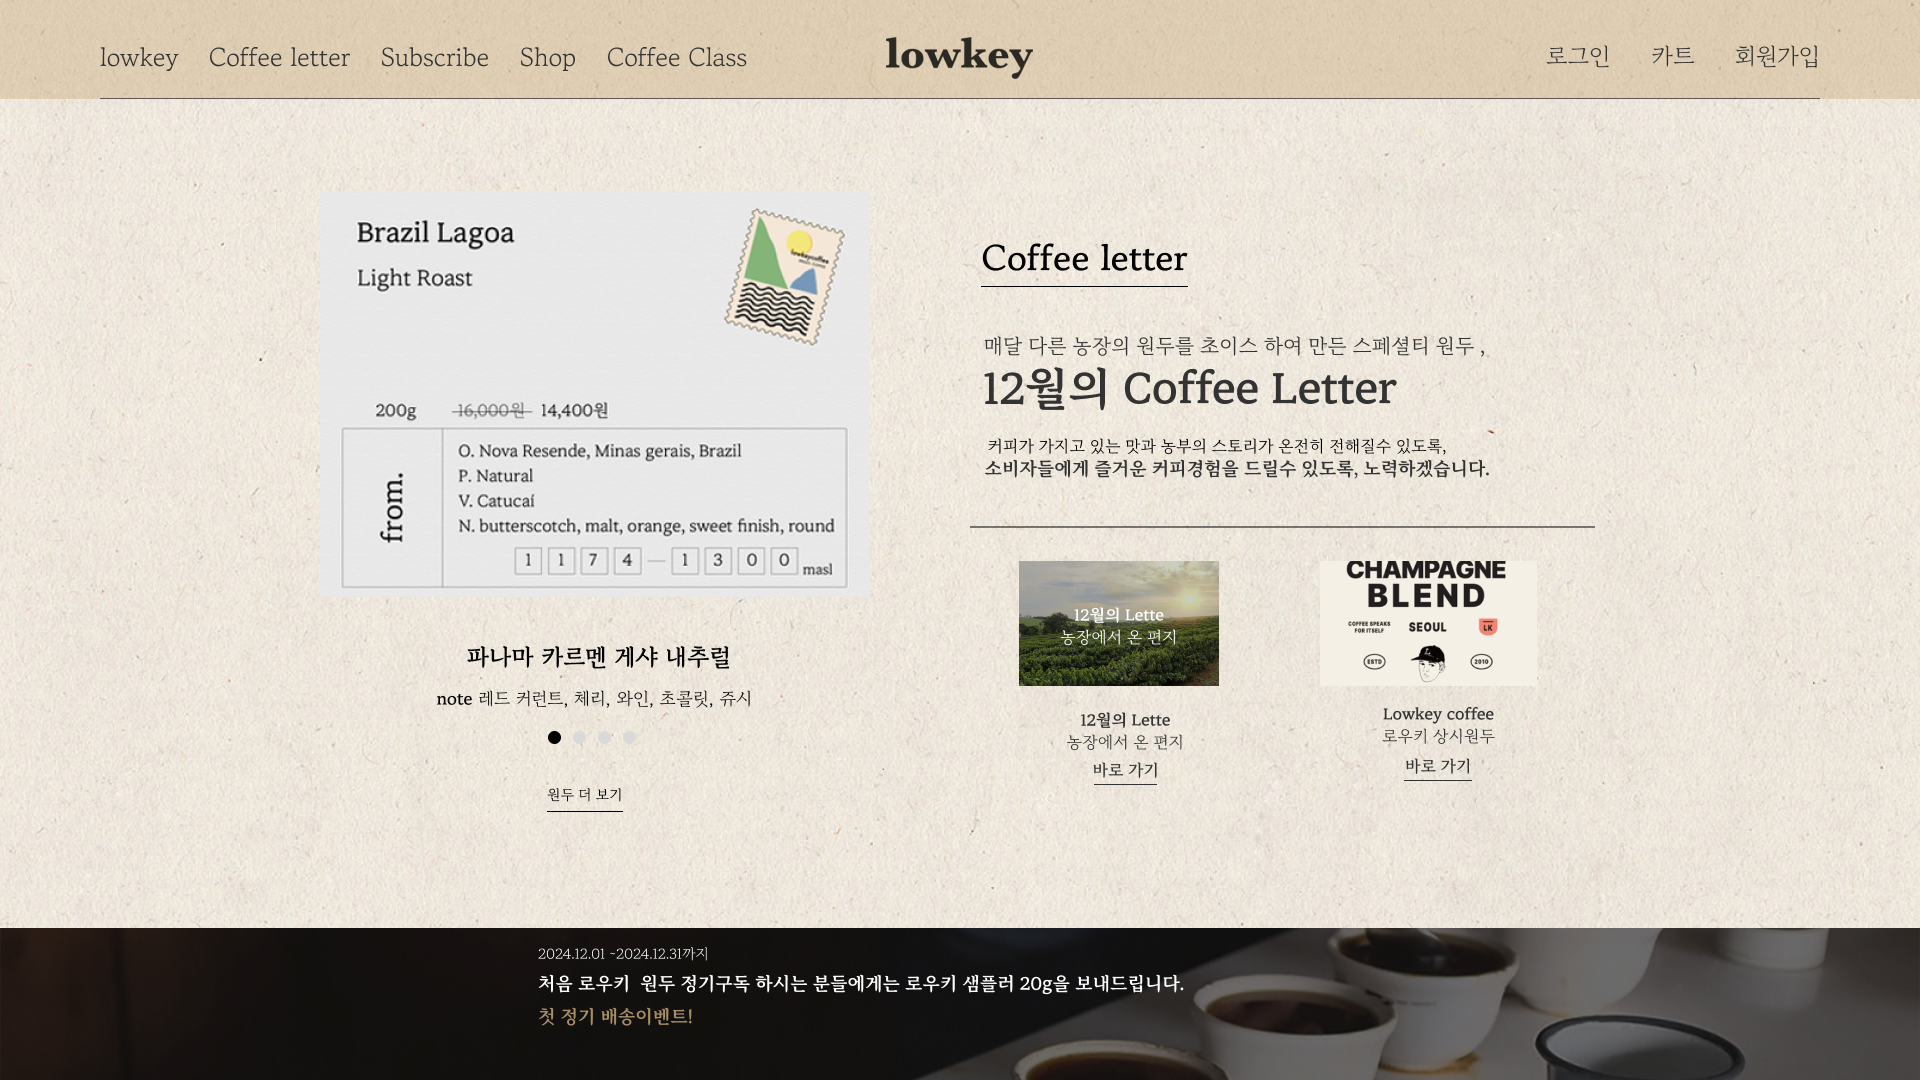 lowkey
Coffee letter
Subscribe
Shop
Coffee Class
lowkey
로그인
카트
회원가입
Brazil Lagoa
Light Roast
lowkeycoffee
200g 16,000원 14,400원
from.
O. Nova Resende, Minas gerais, Brazil
P. Natural
V. Catucaí
N. butterscotch, malt, orange, sweet finish, round
1 1 7 4 — 1 3 0 0 masl
파나마 카르멘 게샤 내추럴
note 레드 커런트, 체리, 와인, 초콜릿, 쥬시
원두 더 보기
Coffee letter
매달 다른 농장의 원두를 초이스 하여 만든 스페셜티 원두 ,
12월의 Coffee Letter
커피가 가지고 있는 맛과 농부의 스토리가 온전히 전해질수 있도록,
소비자들에게 즐거운 커피경험을 드릴수 있도록, 노력하겠습니다.
12월의 Lette
농장에서 온 편지
12월의 Lette
농장에서 온 편지
바로 가기
CHAMPAGNE
BLEND
COFFEE SPEAKS
FOR ITSELF
SEOUL
LK
ESTD
2010
Lowkey coffee
로우키 상시원두
바로 가기
2024.12.01 ~2024.12.31까지
처음 로우키 원두 정기구독 하시는 분들에게는 로우키 샘플러 20g을 보내드립니다.
첫 정기 배송이벤트!